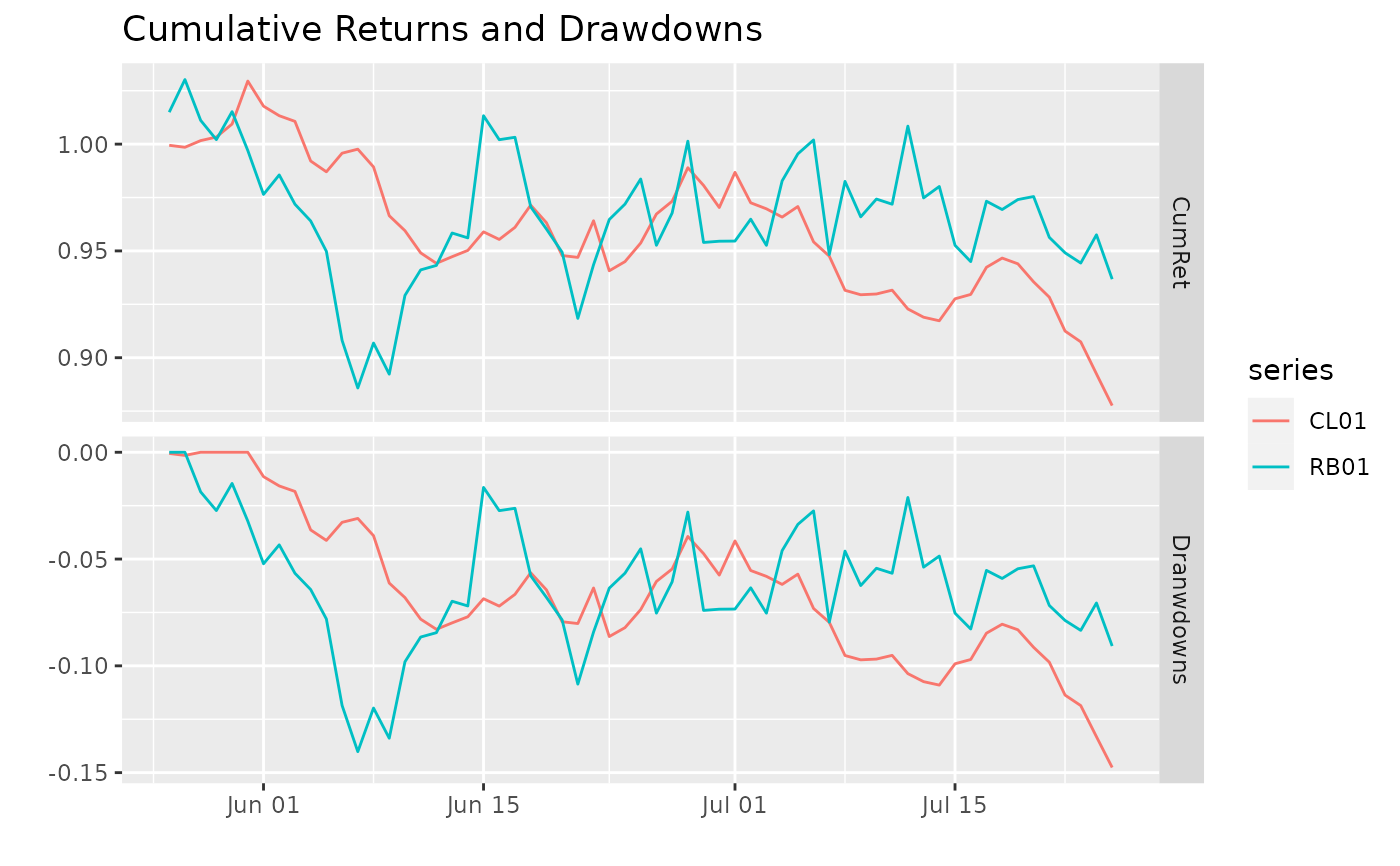 Cumulative Returns and Drawdowns
1.00
0.95
0.90
CumRet
0.00
-0.05
-0.10
-0.15
Dranwdowns
Jun 01
Jun 15
Jul 01
Jul 15
series
CL01
RB01